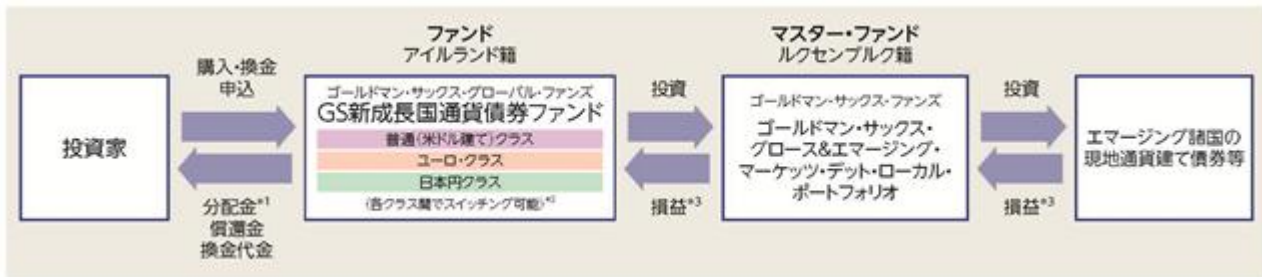 ファンド
アイルランド籍
マスター・ファンド
ルクセンブルク籍
購入・換金
申込
投資家
分配金*1
償還金
換金代金
ゴールドマン・サックス・グローバル・ファンズ
GS新成長国通貨債券ファンド
普通(米ドル建て)クラス
ユーロ・クラス
日本円クラス
(各クラス間でスイッチング可能)*2
投資
損益*3
ゴールドマン・サックス・ファンズ
ゴールドマン・サックス・
グロース&エマージング・
マーケッツ・デット・ローカル・
ポートフォリオ
投資
損益*3
エマージング諸国の
現地通貨建て債券等